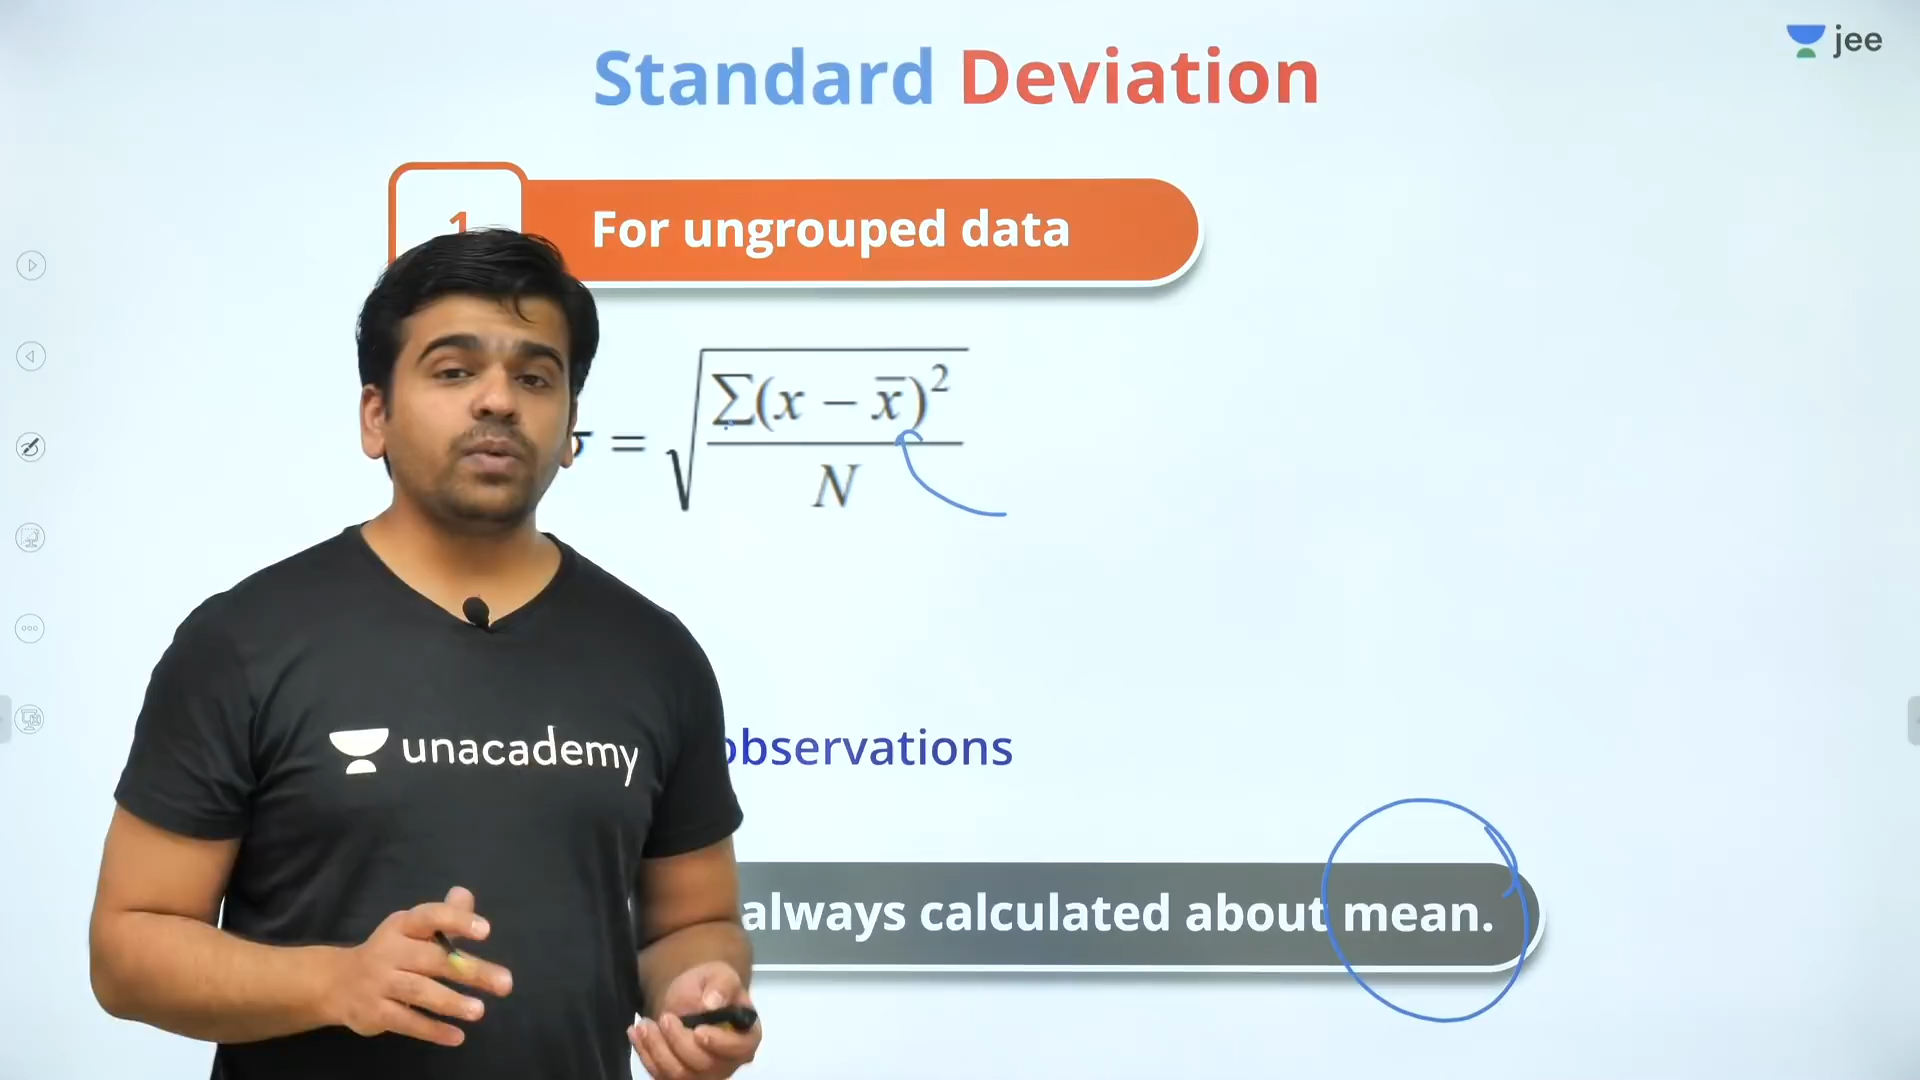 jee
Standard Deviation
1
For ungrouped data
σ = √(∑(x − x̅)² / N)
observations
always calculated about mean.
unacademy